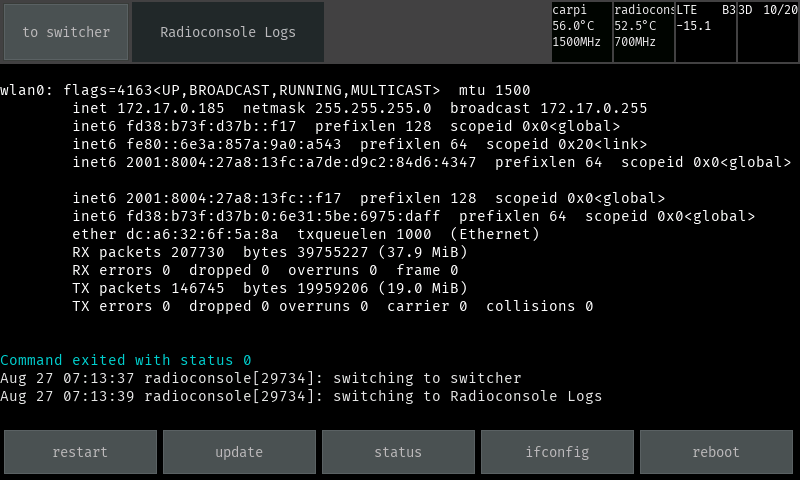 to switcher
Radioconsole Logs
carpi
56.0°C
1500MHz
radiocons
52.5°C
700MHz
LTE B3
-15.1
3D 10/20
wlan0: flags=4163<UP,BROADCAST,RUNNING,MULTICAST> mtu 1500
inet 172.17.0.185 netmask 255.255.255.0 broadcast 172.17.0.255
inet6 fd38:b73f:d37b::f17 prefixlen 128 scopeid 0x0<global>
inet6 fe80::6e3a:857a:9a0:a543 prefixlen 64 scopeid 0x20<link>
inet6 2001:8004:27a8:13fc:a7de:d9c2:84d6:4347 prefixlen 64 scopeid 0x0<global>
inet6 2001:8004:27a8:13fc::f17 prefixlen 128 scopeid 0x0<global>
inet6 fd38:b73f:d37b:0:6e31:5be:6975:daff prefixlen 64 scopeid 0x0<global>
ether dc:a6:32:6f:5a:8a txqueuelen 1000 (Ethernet)
RX packets 207730 bytes 39755227 (37.9 MiB)
RX errors 0 dropped 0 overruns 0 frame 0
TX packets 146745 bytes 19959206 (19.0 MiB)
TX errors 0 dropped 0 overruns 0 carrier 0 collisions 0
Command exited with status 0
Aug 27 07:13:37 radioconsole[29734]: switching to switcher
Aug 27 07:13:39 radioconsole[29734]: switching to Radioconsole Logs
restart
update
status
ifconfig
reboot